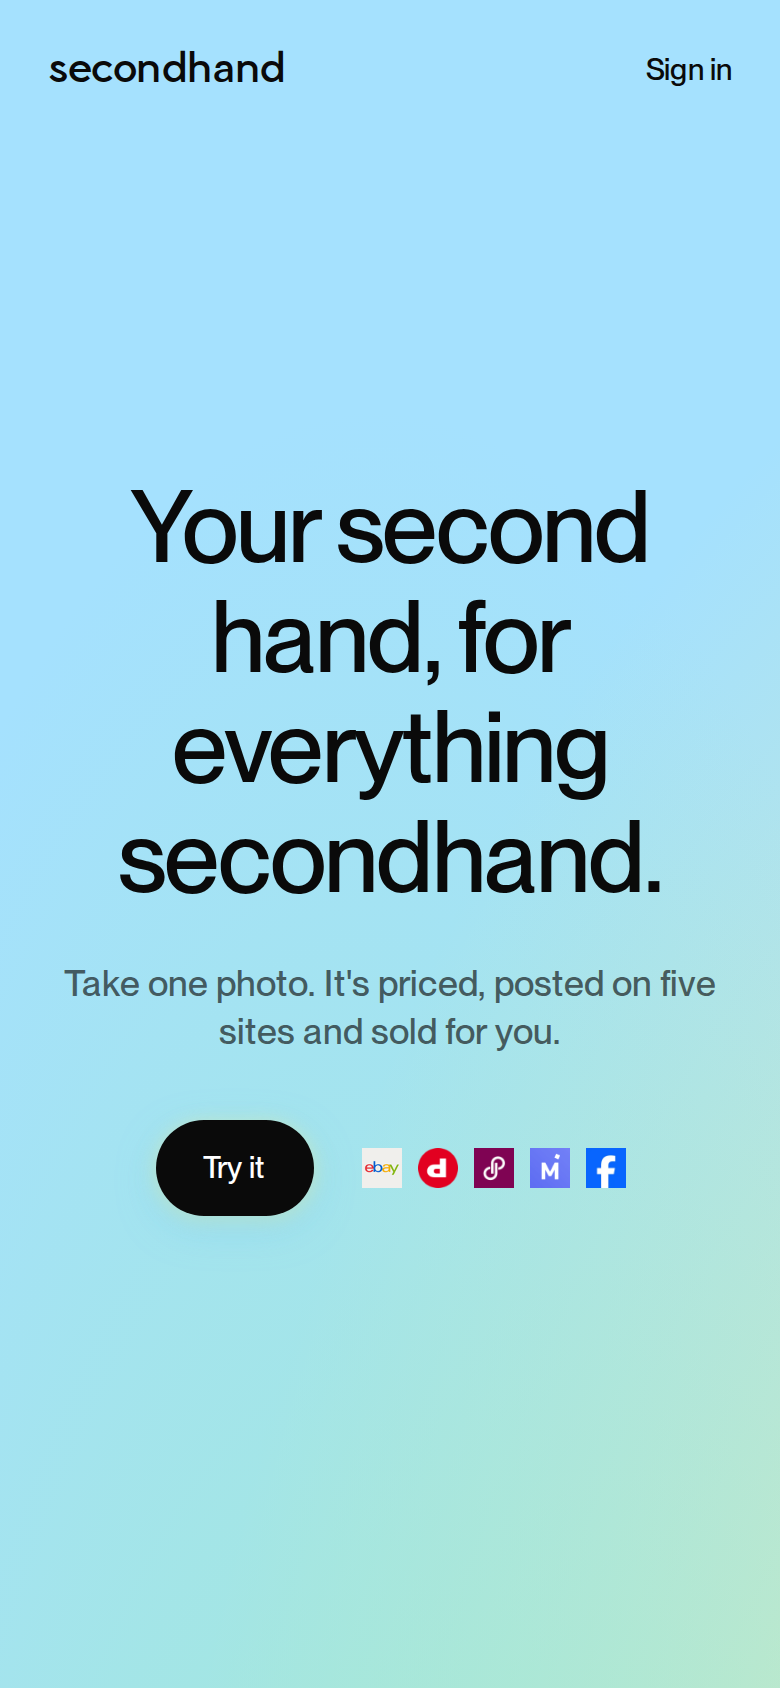 secondhand
Sign in
Your second
hand, for
everything
secondhand.
Take one photo. It's priced, posted on five
sites and sold for you.
Try it
ebay